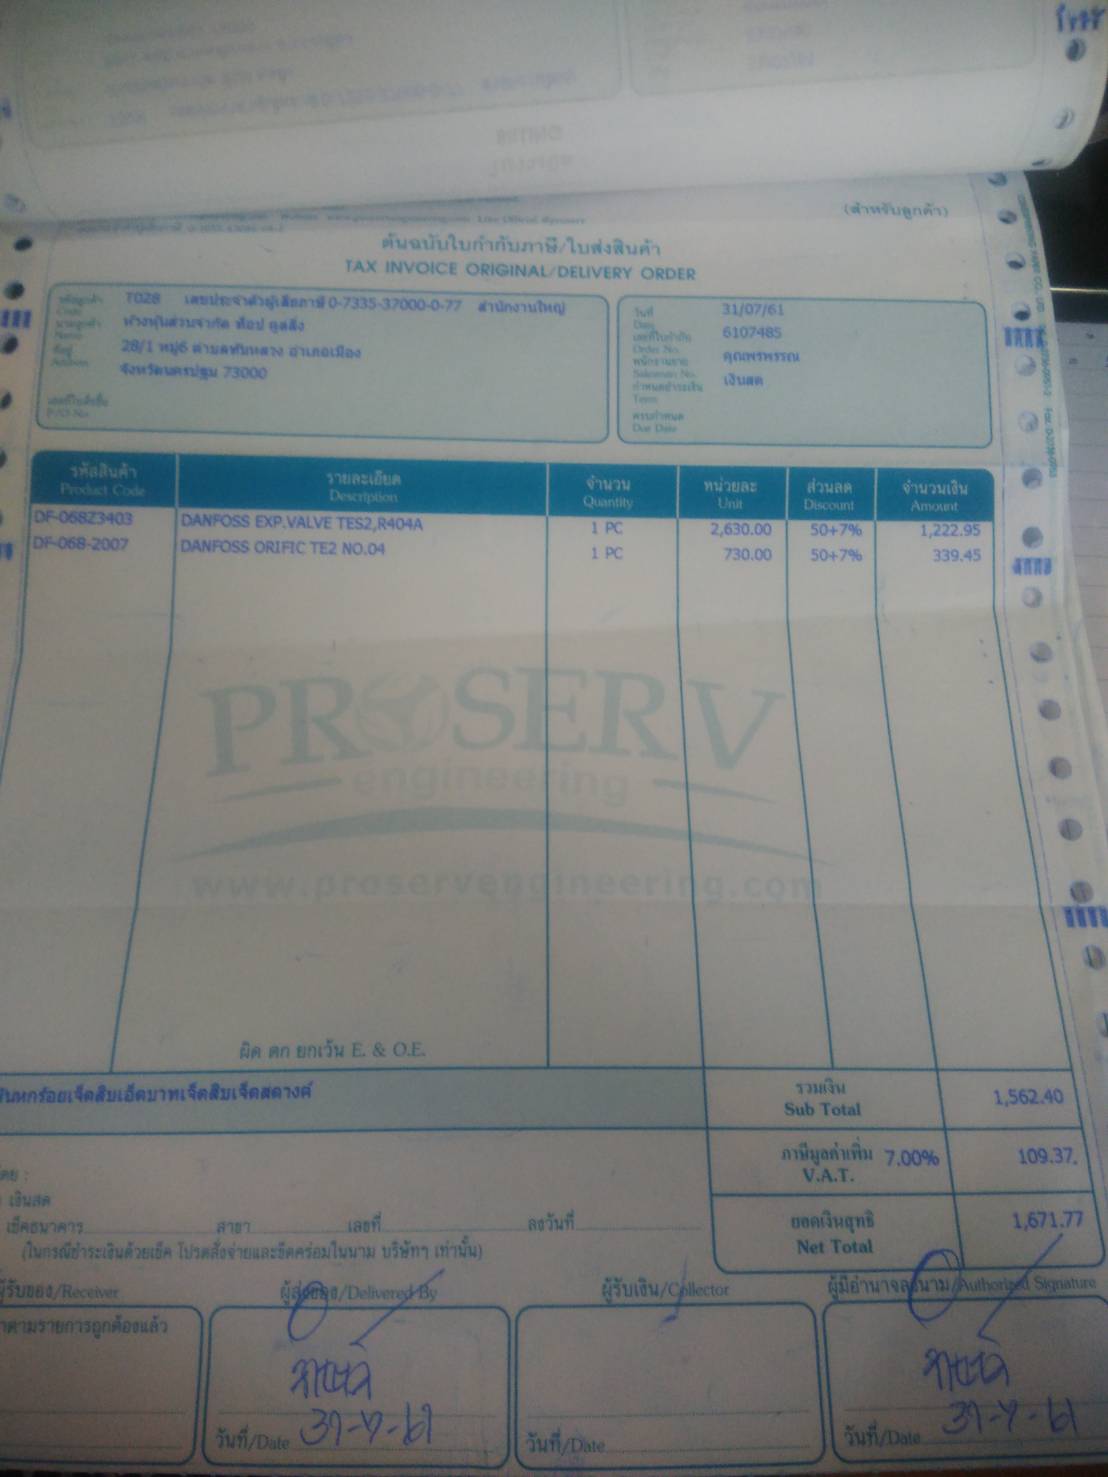 (สำหรับลูกค้า)
ต้นฉบับใบกำกับภาษี/ใบส่งสินค้า
TAX INVOICE ORIGINAL/DELIVERY ORDER
รหัสลูกค้า T028 เลขประจำตัวผู้เสียภาษี 0-7335-37000-0-77 สำนักงานใหญ่
Code
นามลูกค้า ห้างหุ้นส่วนจำกัด ท็อป คูลลิ่ง
Name
ที่อยู่ 28/1 หมู่6 ตำบลทับหลวง อำเภอเมือง
Address
จังหวัดนครปฐม 73000
เลขที่ใบสั่งซื้อ
P/O No.
วันที่ 31/07/61
Date
เลขที่ใบกำกับ 6107485
Order No.
พนักงานขาย คุณพรพรรณ
Salesman No.
กำหนดชำระเงิน เงินสด
Term
ครบกำหนด
Due Date
รหัสสินค้า รายละเอียด จำนวน หน่วยละ ส่วนลด จำนวนเงิน
Product Code Description Quantity Unit Discount Amount
DF-068Z3403 DANFOSS EXP.VALVE TES2,R404A 1 PC 2,630.00 50+7% 1,222.95
DF-068-2007 DANFOSS ORIFIC TE2 NO.04 1 PC 730.00 50+7% 339.45
PROSERV
engineering
www.proservengineering.com
ผิด ตก ยกเว้น E. & O.E.
หกร้อยเจ็ดสิบเอ็ดบาทเจ็ดสิบเจ็ดสตางค์
รวมเงิน 1,562.40
Sub Total
ภาษีมูลค่าเพิ่ม 7.00% 109.37
V.A.T.
ยอดเงินสุทธิ 1,671.77
Net Total
เงินสด
เช็คธนาคาร สาขา เลขที่ ลงวันที่
(ในกรณีชำระเงินด้วยเช็ค โปรดสั่งจ่ายและขีดคร่อมในนาม บริษัทฯ เท่านั้น)
ผู้รับของ/Receiver ผู้ส่งของ/Delivered By ผู้รับเงิน/Collector ผู้มีอำนาจลงนาม/Authorized Signature
ตามรายการถูกต้องแล้ว
วันที่/Date 31-7-61 วันที่/Date วันที่/Date 31-7-61